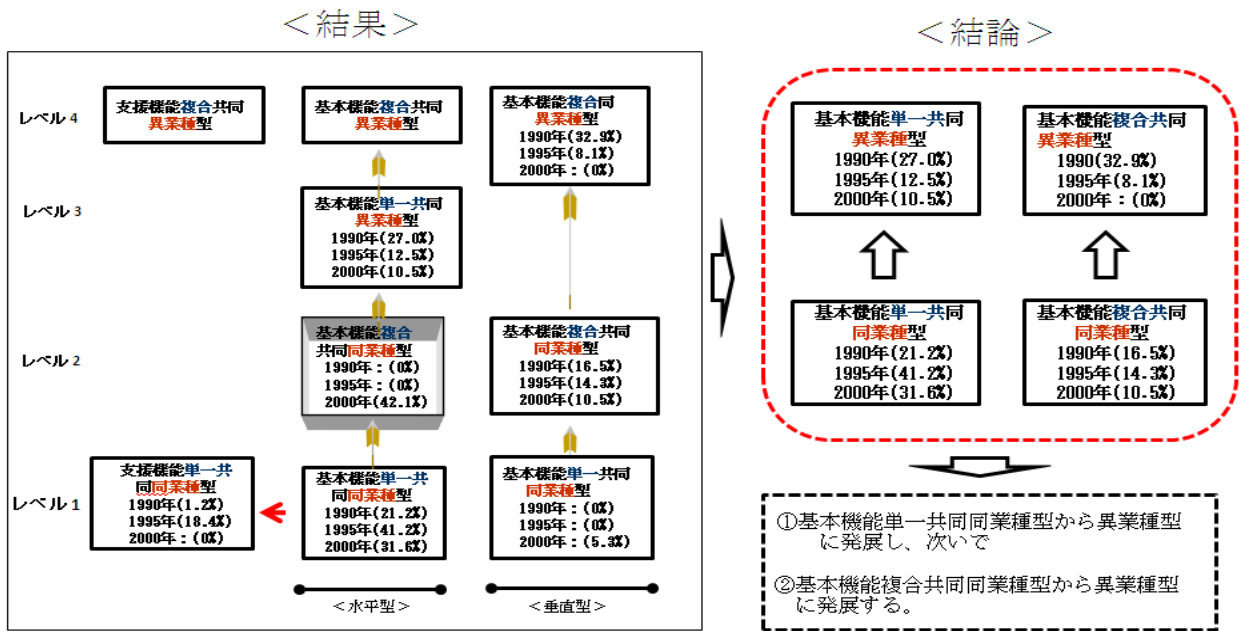 <結果>
レベル4
支援機能複合共同
異業種型
基本機能複合共同
異業種型
基本機能複合同
異業種型
1990年(32.9%)
1995年(8.1%)
2000年：(0%)
レベル3
基本機能単一共同
異業種型
1990年(27.0%)
1995年(12.5%)
2000年(10.5%)
レベル2
基本機能複合
共同同業種型
1990年：(0%)
1995年：(0%)
2000年(42.1%)
基本機能複合共同
同業種型
1990年(16.5%)
1995年(14.3%)
2000年(10.5%)
レベル1
支援機能単一共
同同業種型
1990年(1.2%)
1995年(18.4%)
2000年：(0%)
基本機能単一共
同同業種型
1990年(21.2%)
1995年(41.2%)
2000年(31.6%)
基本機能単一共同
同業種型
1990年：(0%)
1995年：(0%)
2000年：(5.3%)
<水平型>
<垂直型>
<結論>
基本機能単一共同
異業種型
1990年(27.0%)
1995年(12.5%)
2000年(10.5%)
基本機能複合共同
異業種型
1990(32.9%)
1995年(8.1%)
2000年：(0%)
基本機能単一共同
同業種型
1990年(21.2%)
1995年(41.2%)
2000年(31.6%)
基本機能複合共同
同業種型
1990年(16.5%)
1995年(14.3%)
2000年(10.5%)
①基本機能単一共同同業種型から異業種型
に発展し、次いで
②基本機能複合共同同業種型から異業種型
に発展する。